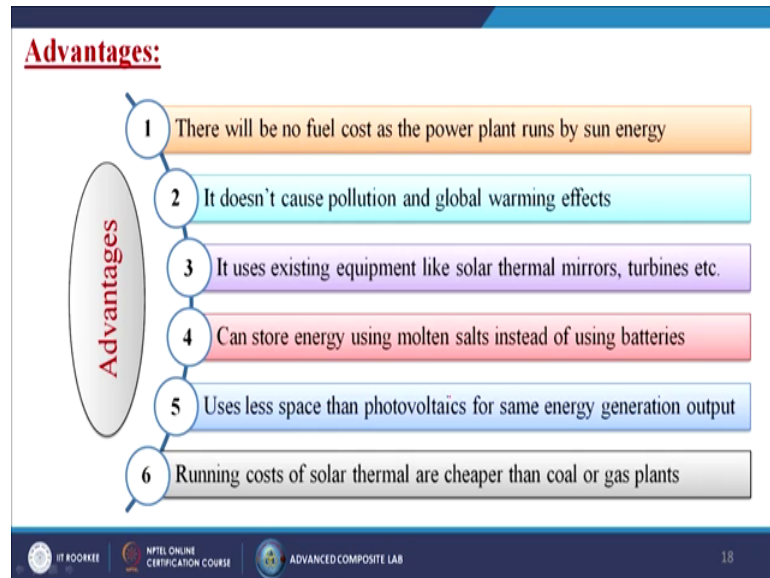 Advantages:
Advantages
1 There will be no fuel cost as the power plant runs by sun energy
2 It doesn't cause pollution and global warming effects
3 It uses existing equipment like solar thermal mirrors, turbines etc.
4 Can store energy using molten salts instead of using batteries
5 Uses less space than photovoltaics for same energy generation output
6 Running costs of solar thermal are cheaper than coal or gas plants
IIT ROORKEE
NPTEL ONLINE
CERTIFICATION COURSE
ADVANCED COMPOSITE LAB
18